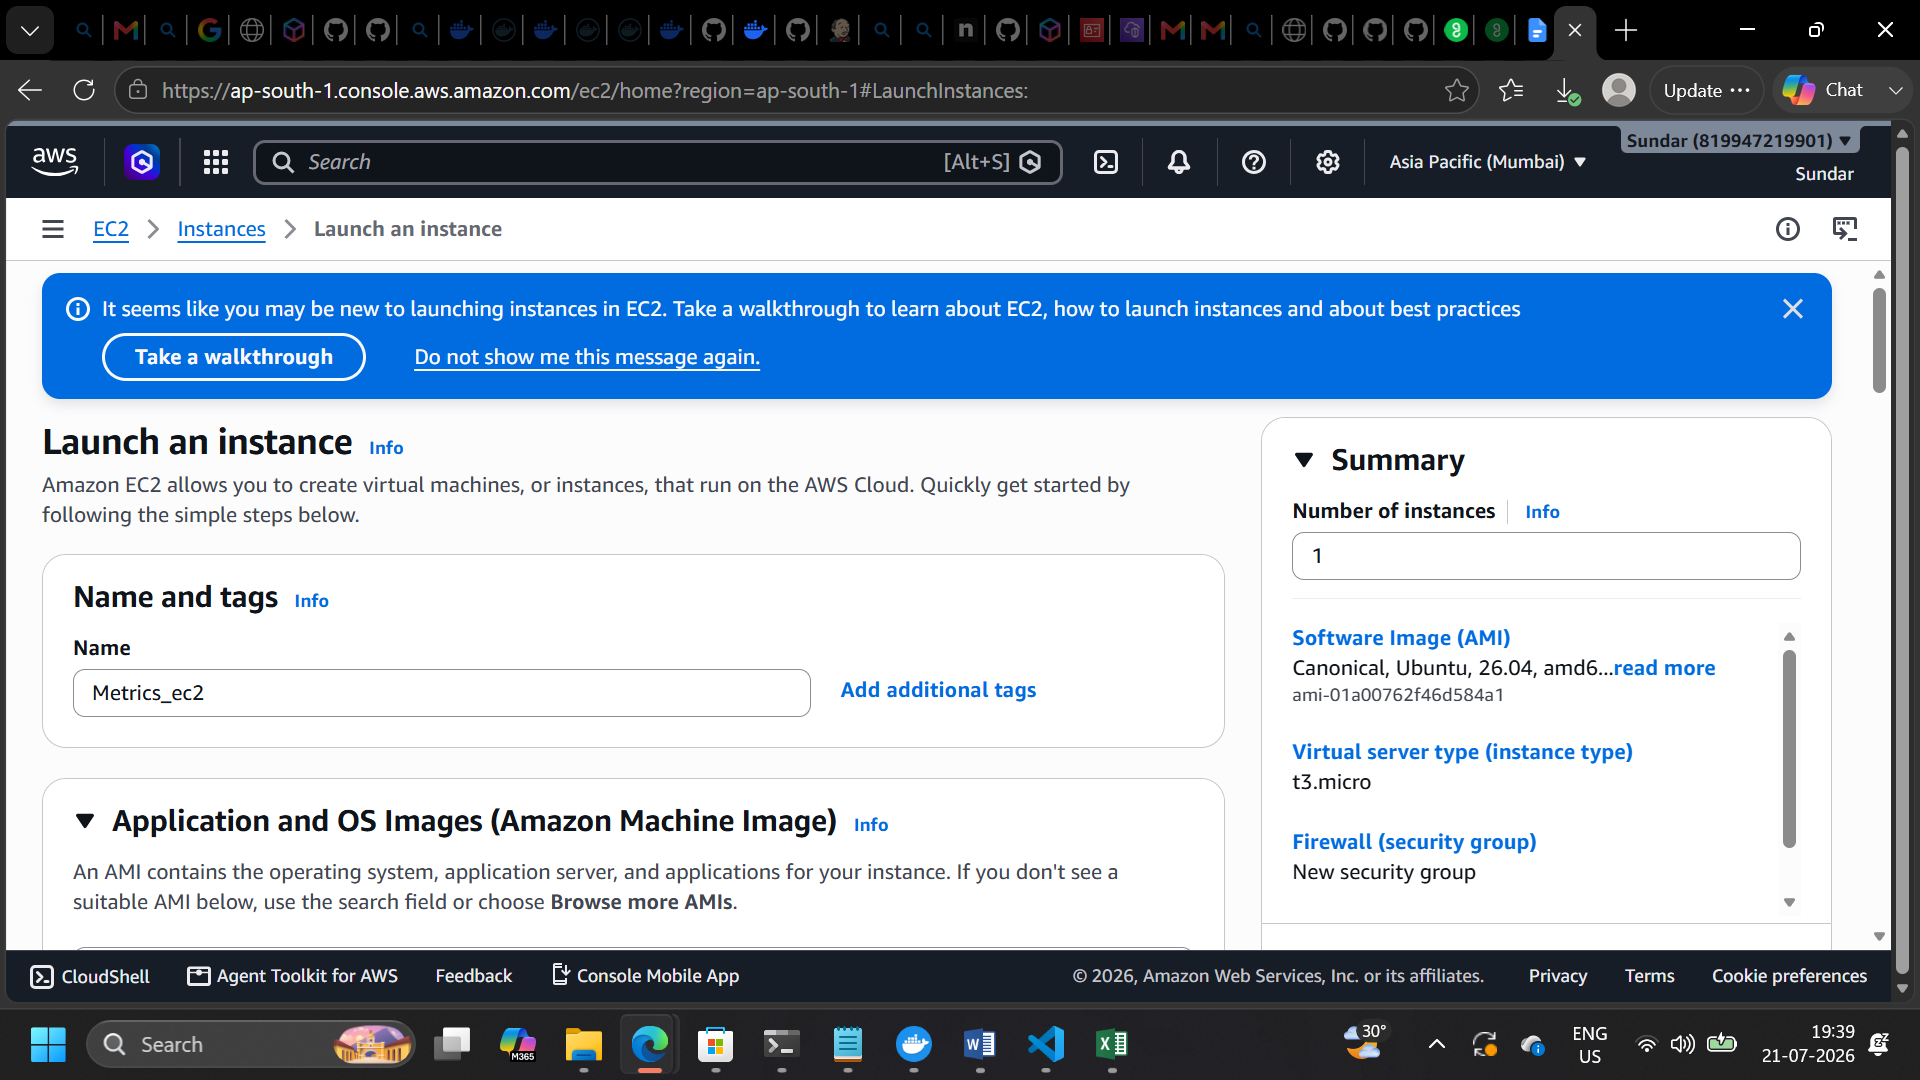 https://ap-south-1.console.aws.amazon.com/ec2/home?region=ap-south-1#LaunchInstances:
Update
Chat
aws
Search
[Alt+S]
Asia Pacific (Mumbai)
Sundar (819947219901)
Sundar
EC2
Instances
Launch an instance
It seems like you may be new to launching instances in EC2. Take a walkthrough to learn about EC2, how to launch instances and about best practices
Take a walkthrough
Do not show me this message again.
Launch an instance Info
Amazon EC2 allows you to create virtual machines, or instances, that run on the AWS Cloud. Quickly get started by
following the simple steps below.
Name and tags Info
Name
Metrics_ec2
Add additional tags
Application and OS Images (Amazon Machine Image) Info
An AMI contains the operating system, application server, and applications for your instance. If you don't see a
suitable AMI below, use the search field or choose Browse more AMIs.
Summary
Number of instances Info
1
Software Image (AMI)
Canonical, Ubuntu, 26.04, amd6...read more
ami-01a00762f46d584a1
Virtual server type (instance type)
t3.micro
Firewall (security group)
New security group
CloudShell
Agent Toolkit for AWS
Feedback
Console Mobile App
© 2026, Amazon Web Services, Inc. or its affiliates.
Privacy
Terms
Cookie preferences
Search
M365
30°
ENG
US
19:39
21-07-2026